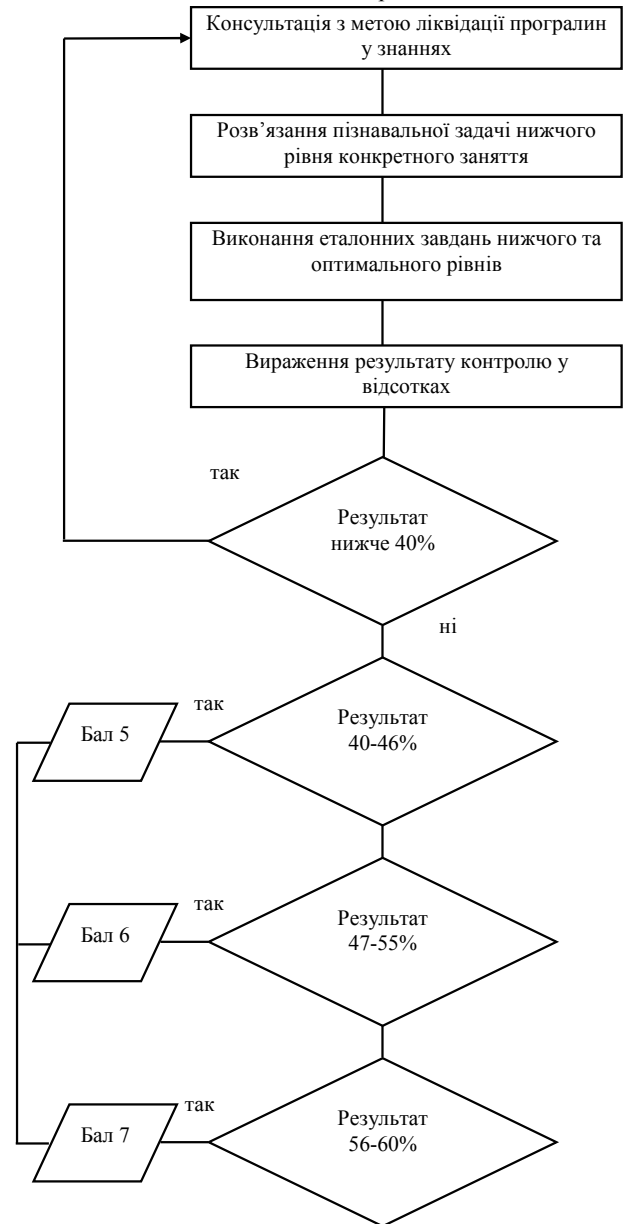 Консультація з метою ліквідації програлин
у знаннях
Розв’язання пізнавальної задачі нижчого
рівня конкретного заняття
Виконання еталонних завдань нижчого та
оптимального рівнів
Вираження результату контролю у
відсотках
так
Результат
нижче 40%
ні
Бал 5
так
Результат
40-46%
Бал 6
так
Результат
47-55%
Бал 7
так
Результат
56-60%